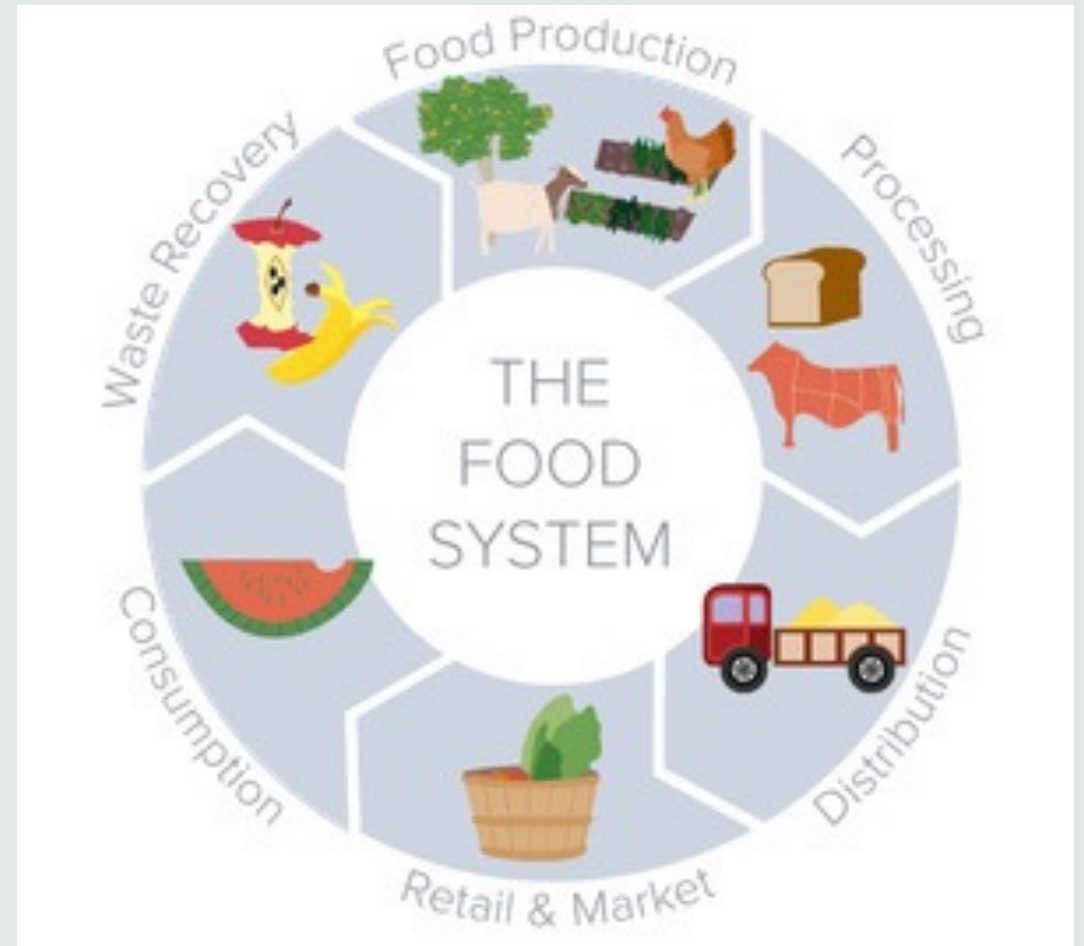 Food Production
Processing
Distribution
Retail & Market
Consumption
Waste Recovery
THE
FOOD
SYSTEM